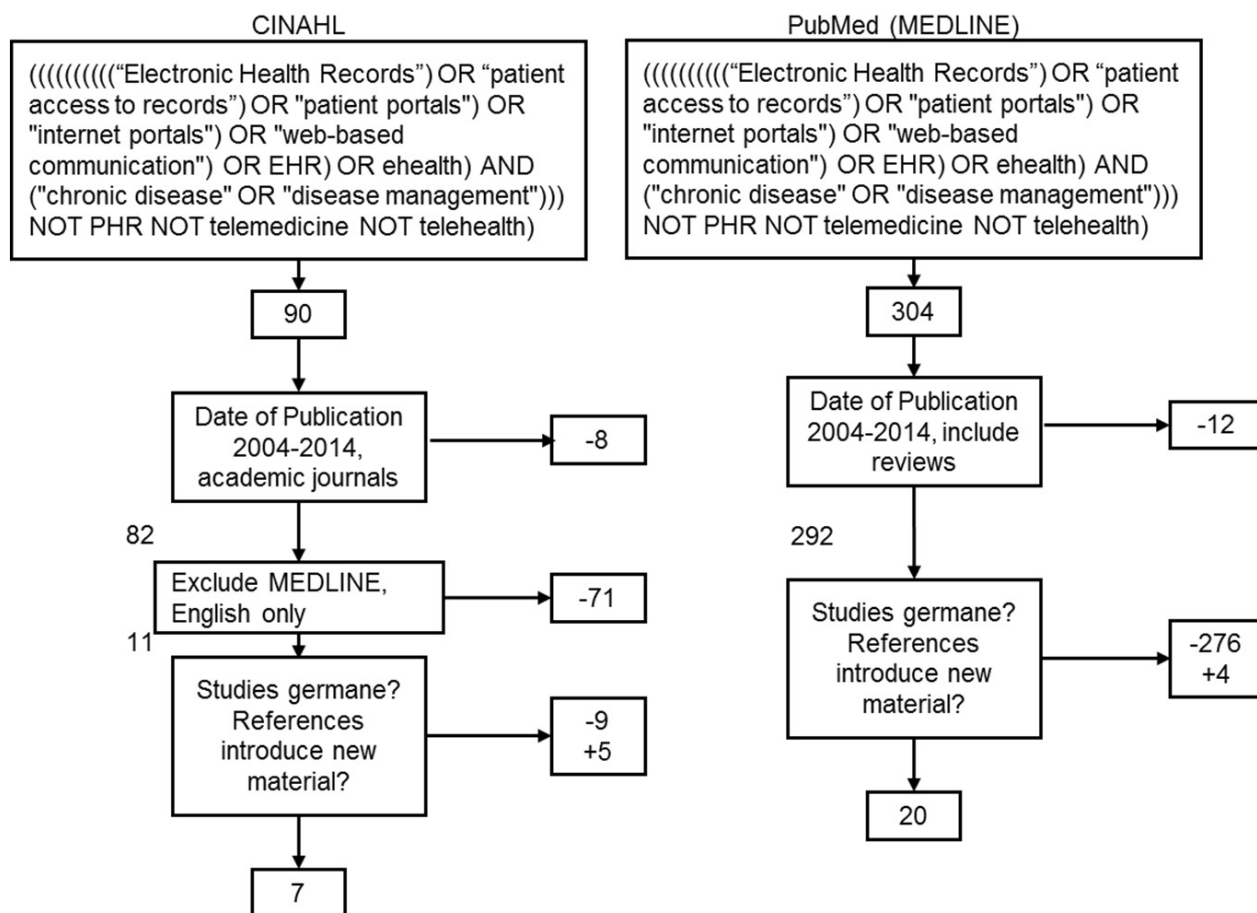 CINAHL
(((((((((("Electronic Health Records") OR “patient
access to records”) OR "patient portals") OR
"internet portals") OR "web-based
communication") OR EHR) OR ehealth) AND
("chronic disease" OR "disease management")))
NOT PHR NOT telemedicine NOT telehealth)
90
Date of Publication
2004-2014,
academic journals
-8
82
Exclude MEDLINE,
English only
-71
11
Studies germane?
References
introduce new
material?
-9
+5
7
PubMed (MEDLINE)
((((((((((“Electronic Health Records”) OR “patient
access to records”) OR "patient portals") OR
"internet portals") OR "web-based
communication") OR EHR) OR ehealth) AND
("chronic disease" OR "disease management")))
NOT PHR NOT telemedicine NOT telehealth)
304
Date of Publication
2004-2014, include
reviews
-12
292
Studies germane?
References
introduce new
material?
-276
+4
20